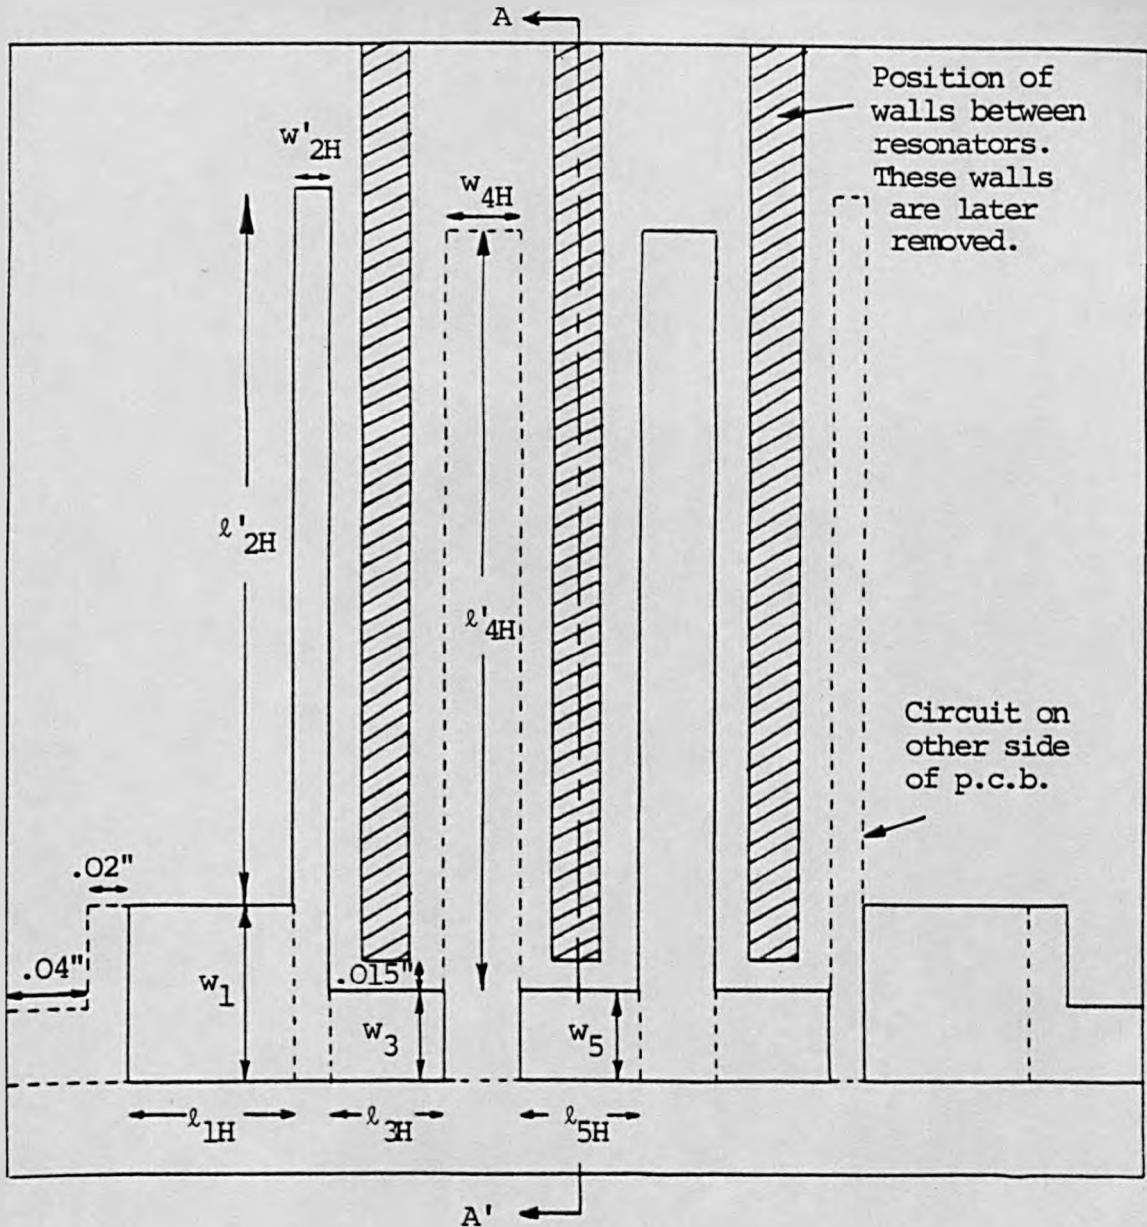 A
Position of
walls between
resonators.
These walls
are later
removed.
w'2H
w4H
ℓ'2H
ℓ'4H
Circuit on
other side
of p.c.b.
.02"
.04"
w1
.015"
w3
w5
ℓ1H
ℓ3H
ℓ5H
A'